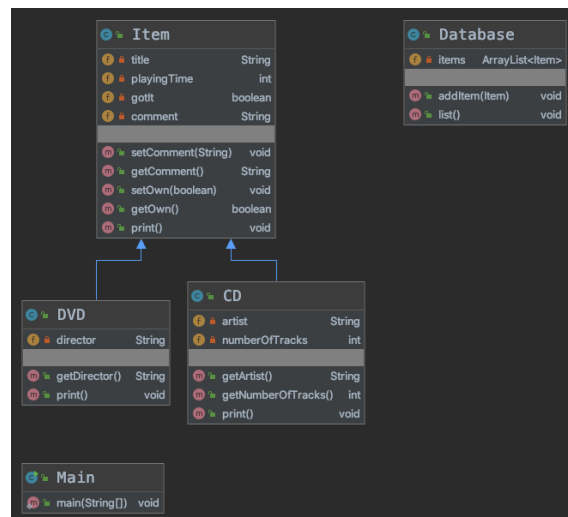 Item
title String
playingTime int
gotIt boolean
comment String
setComment(String) void
getComment() String
setOwn(boolean) void
getOwn() boolean
print() void
Database
items ArrayList<Item>
addItem(Item) void
list() void
DVD
director String
getDirector() String
print() void
CD
artist String
numberOfTracks int
getArtist() String
getNumberOfTracks() int
print() void
Main
main(String[]) void